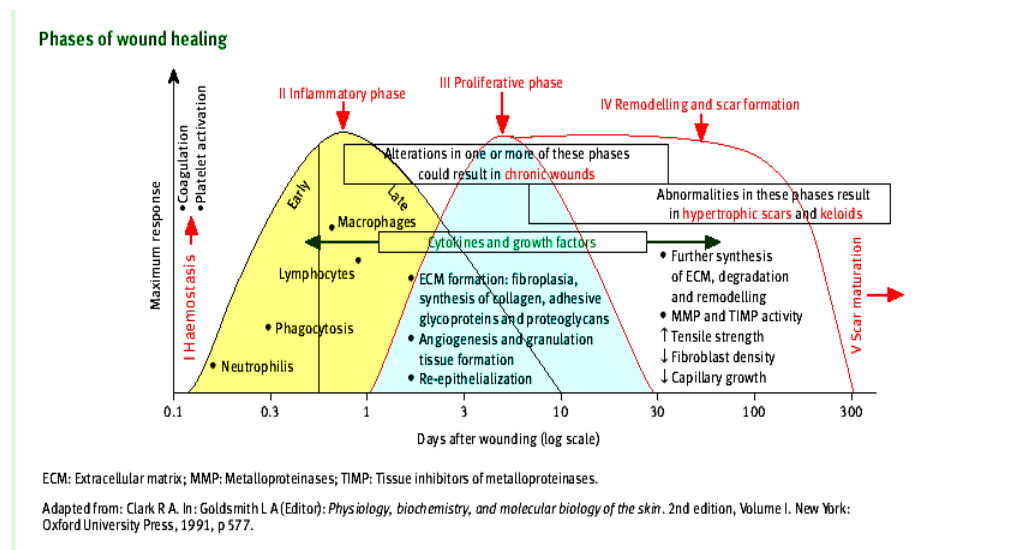 Phases of wound healing
III Proliferative phase
II Inflammatory phase
IV Remodelling and scar formation
•Coagulation
•Platelet activation
Alterations in one or more of these phases
could result in chronic wounds
Early
Late
Abnormalities in these phases result
in hypertrophic scars and keloids
Maximum response
I Haemostasis
• Macrophages
Cytokines and growth factors
Lymphocytes •
• ECM formation: fibroplasia,
synthesis of collagen, adhesive
glycoproteins and proteoglycans
• Angiogenesis and granulation
tissue formation
• Re-epithelialization
• Phagocytosis
• Neutrophilis
• Further synthesis
of ECM, degradation
and remodelling
• MMP and TIMP activity
↑ Tensile strength
↓ Fibroblast density
↓ Capillary growth
V Scar maturation
0.1 0.3 1 3 10 30 100 300
Days after wounding (log scale)
ECM: Extracellular matrix; MMP: Metalloproteinases; TIMP: Tissue inhibitors of metalloproteinases.
Adapted from: Clark R A. In: Goldsmith L A (Editor): Physiology, biochemistry, and molecular biology of the skin. 2nd edition, Volume I. New York:
Oxford University Press, 1991, p 577.